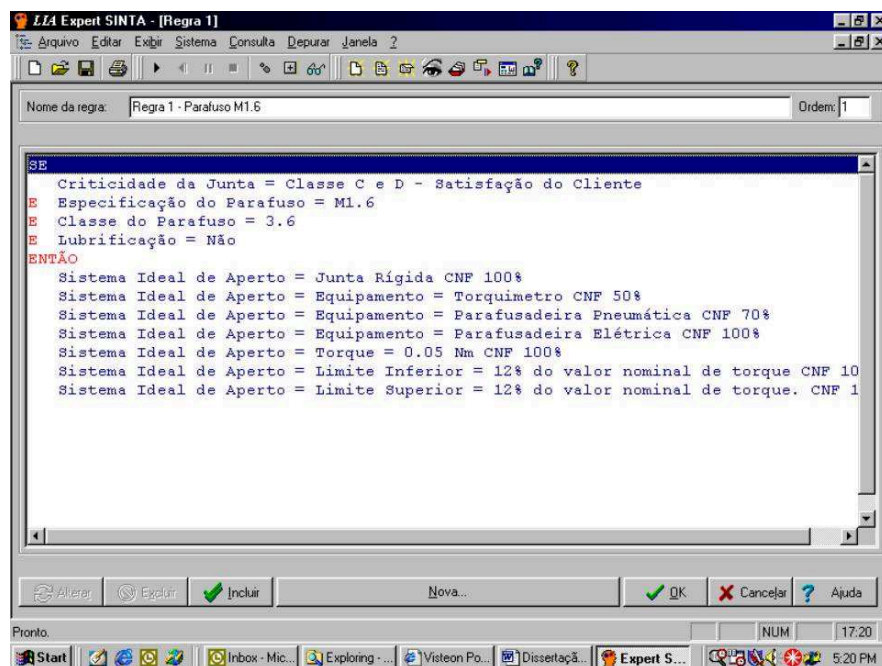 LIA Expert SINTA - [Regra 1]
Arquivo Editar Exibir Sistema Consulta Depurar Janela ?
Nome da regra: Regra 1 - Parafuso M1.6 Ordem: 1
SE
Criticidade da Junta = Classe C e D - Satisfação do Cliente
E Especificação do Parafuso = M1.6
E Classe do Parafuso = 3.6
E Lubrificação = Não
ENTÃO
Sistema Ideal de Aperto = Junta Rígida CNF 100%
Sistema Ideal de Aperto = Equipamento = Torquimetro CNF 50%
Sistema Ideal de Aperto = Equipamento = Parafusadeira Pneumática CNF 70%
Sistema Ideal de Aperto = Equipamento = Parafusadeira Elétrica CNF 100%
Sistema Ideal de Aperto = Torque = 0.05 Nm CNF 100%
Sistema Ideal de Aperto = Limite Inferior = 12% do valor nominal de torque CNF 10
Sistema Ideal de Aperto = Limite Superior = 12% do valor nominal de torque. CNF 1
Alterar Excluir Incluir Nova... OK Cancelar Ajuda
Pronto. NUM 17:20
Start Inbox - Mic... Exploring - ... Visteon Po... Dissertaçã... Expert S... 5:20 PM